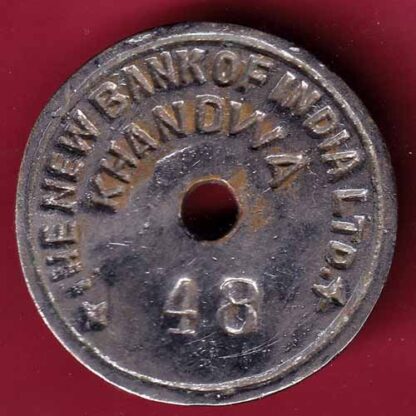 THE NEW BANK OF INDIA LTD.
KHANDWA
48